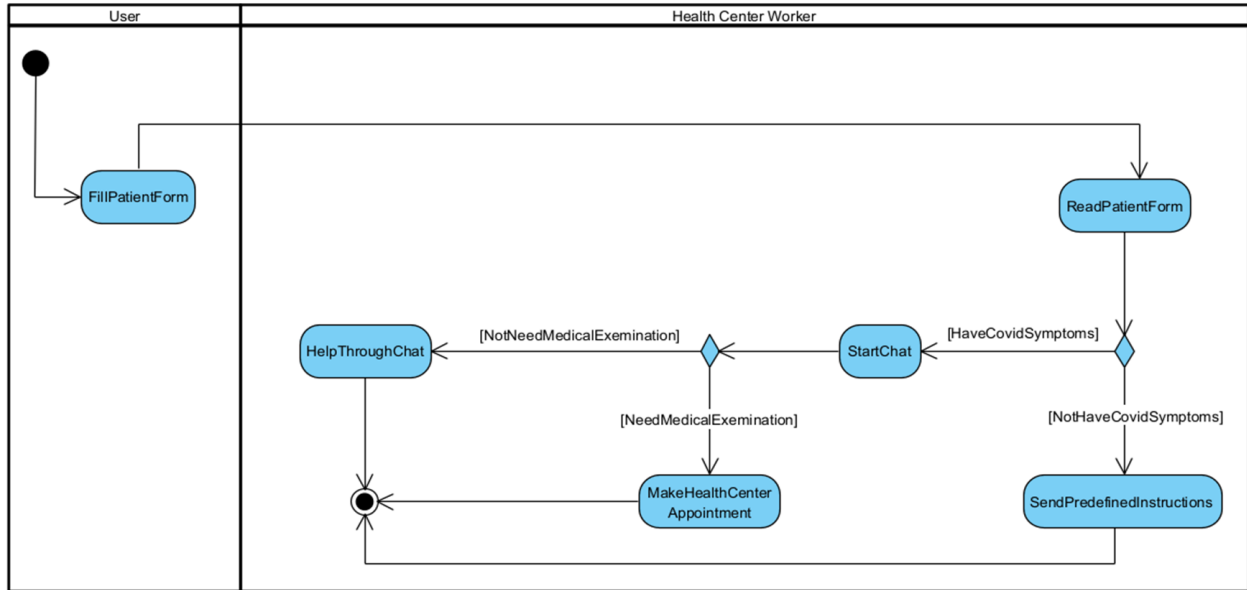 User
Health Center Worker
FillPatientForm
ReadPatientForm
[NotNeedMedicalExemination]
[HaveCovidSymptoms]
HelpThroughChat
StartChat
[NeedMedicalExemination]
[NotHaveCovidSymptoms]
MakeHealthCenter
Appointment
SendPredefinedInstructions